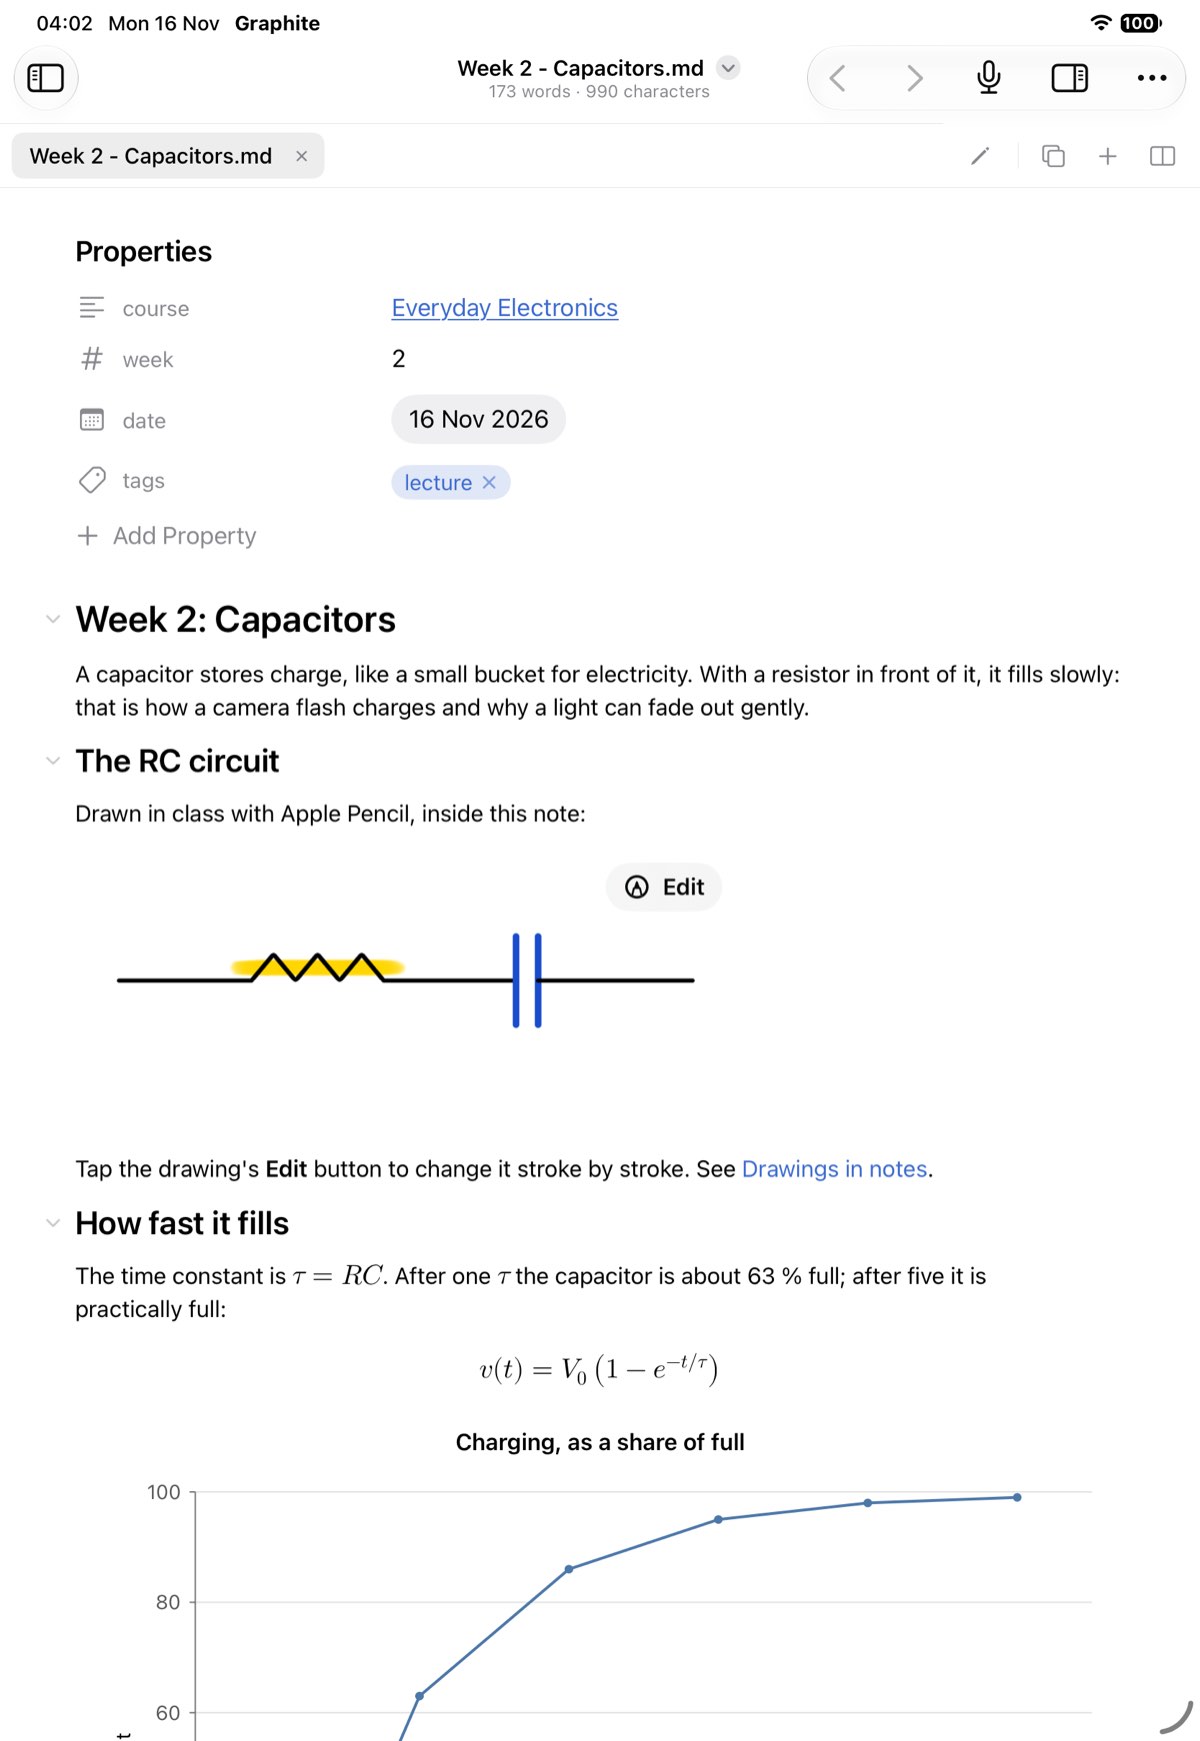 04:02 Mon 16 Nov Graphite
100
Week 2 - Capacitors.md
173 words · 990 characters
Week 2 - Capacitors.md
Properties
course Everyday Electronics
week 2
date 16 Nov 2026
tags lecture
Add Property
Week 2: Capacitors
A capacitor stores charge, like a small bucket for electricity. With a resistor in front of it, it fills slowly:
that is how a camera flash charges and why a light can fade out gently.
The RC circuit
Drawn in class with Apple Pencil, inside this note:
Edit
Tap the drawing's Edit button to change it stroke by stroke. See Drawings in notes.
How fast it fills
The time constant is τ = RC. After one τ the capacitor is about 63 % full; after five it is
practically full:
v(t) = V₀ (1 − e^{−t/τ})
Charging, as a share of full
100
80
60